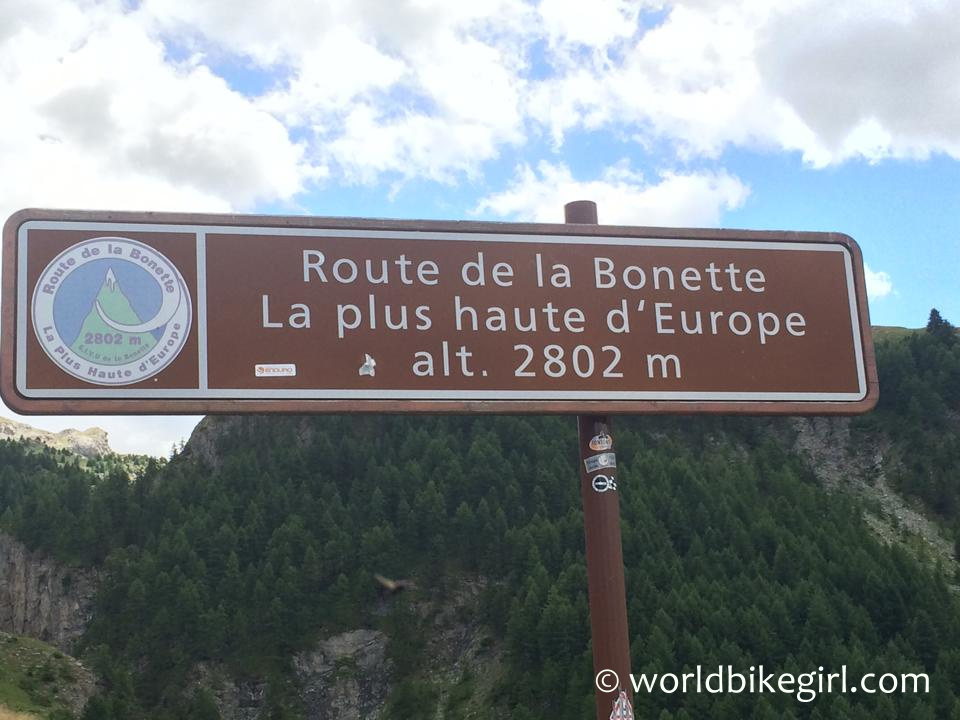 Route de la Bonette
2802 m
La Plus Haute d'Europe
Route de la Bonette
La plus haute d'Europe
alt. 2802 m
ENDURO
© worldbikegirl.com